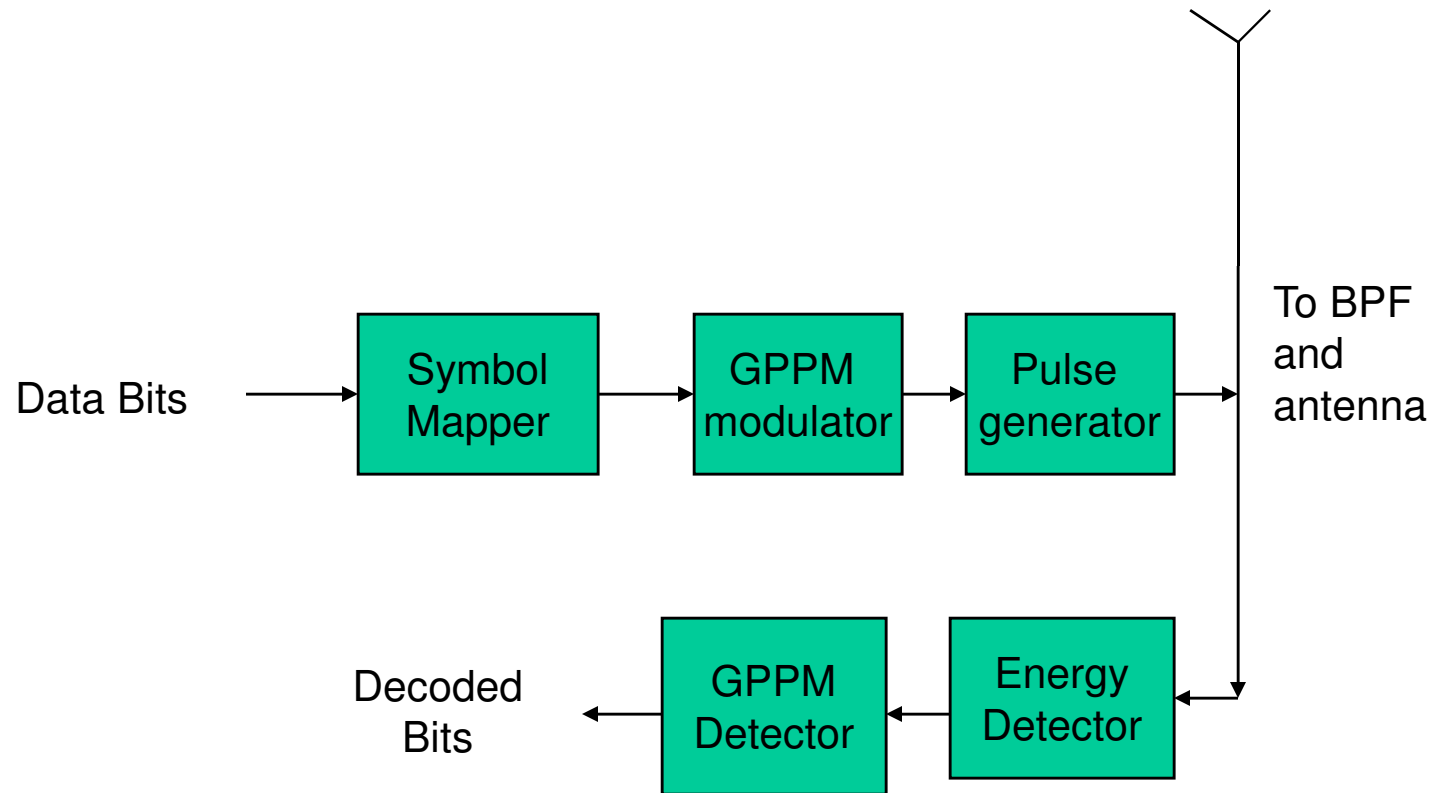 To BPF
and
antenna
Data Bits
Symbol
Mapper
GPPM
modulator
Pulse
generator
Decoded
Bits
GPPM
Detector
Energy
Detector